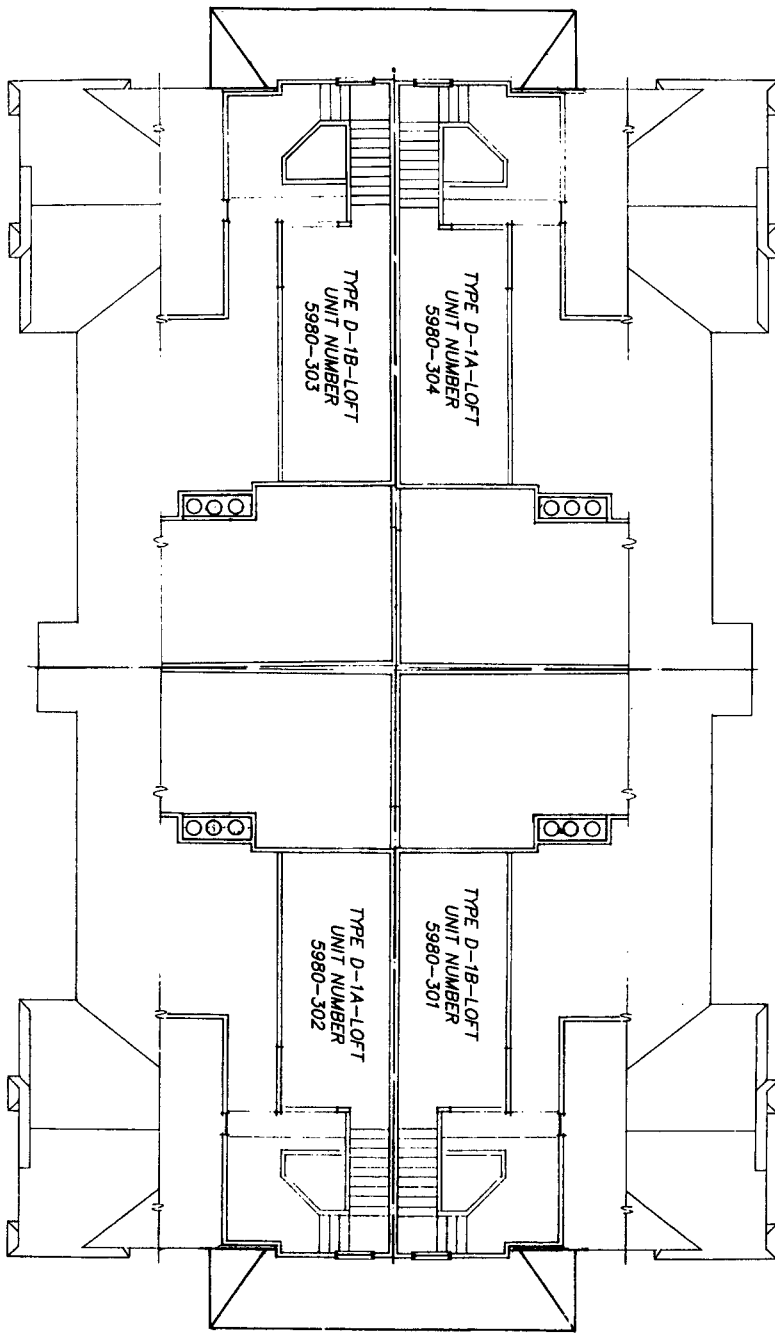 TYPE D-1B-LOFT
UNIT NUMBER
5980-303
TYPE D-1A-LOFT
UNIT NUMBER
5980-304
TYPE D-1A-LOFT
UNIT NUMBER
5980-302
TYPE D-1B-LOFT
UNIT NUMBER
5980-301